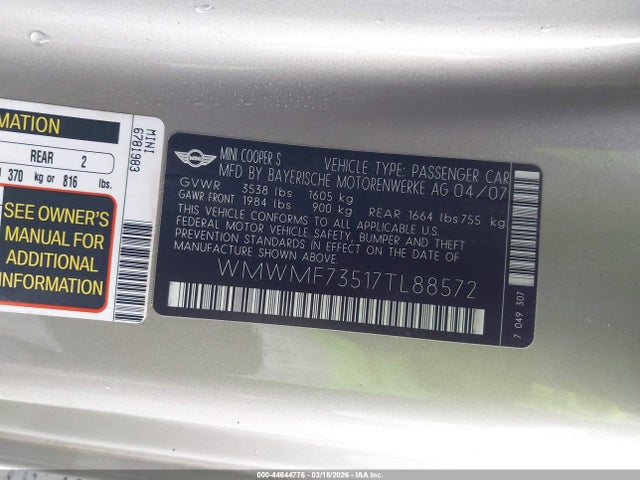 MATION
REAR 2
370 kg or 816 lbs.
SEE OWNER'S
MANUAL FOR
ADDITIONAL
INFORMATION
MINI
6781983
MINI
MINI COOPER S VEHICLE TYPE: PASSENGER CAR
MFD BY BAYERISCHE MOTORENWERKE AG 04/07
GVWR 3538 lbs 1605 kg
GAWR FRONT 1984 lbs 900 kg REAR 1664 lbs 755 kg
THIS VEHICLE CONFORMS TO ALL APPLICABLE U.S.
FEDERAL MOTOR VEHICLE SAFETY, BUMPER AND THEFT
PREVENTION STANDARDS IN EFFECT ON THE DATE OF
MANUFACTURE SHOWN ABOVE.
WMWMF73517TL88572
7 049 307
000-44644776 - 03/18/2026 - COPART, INC.